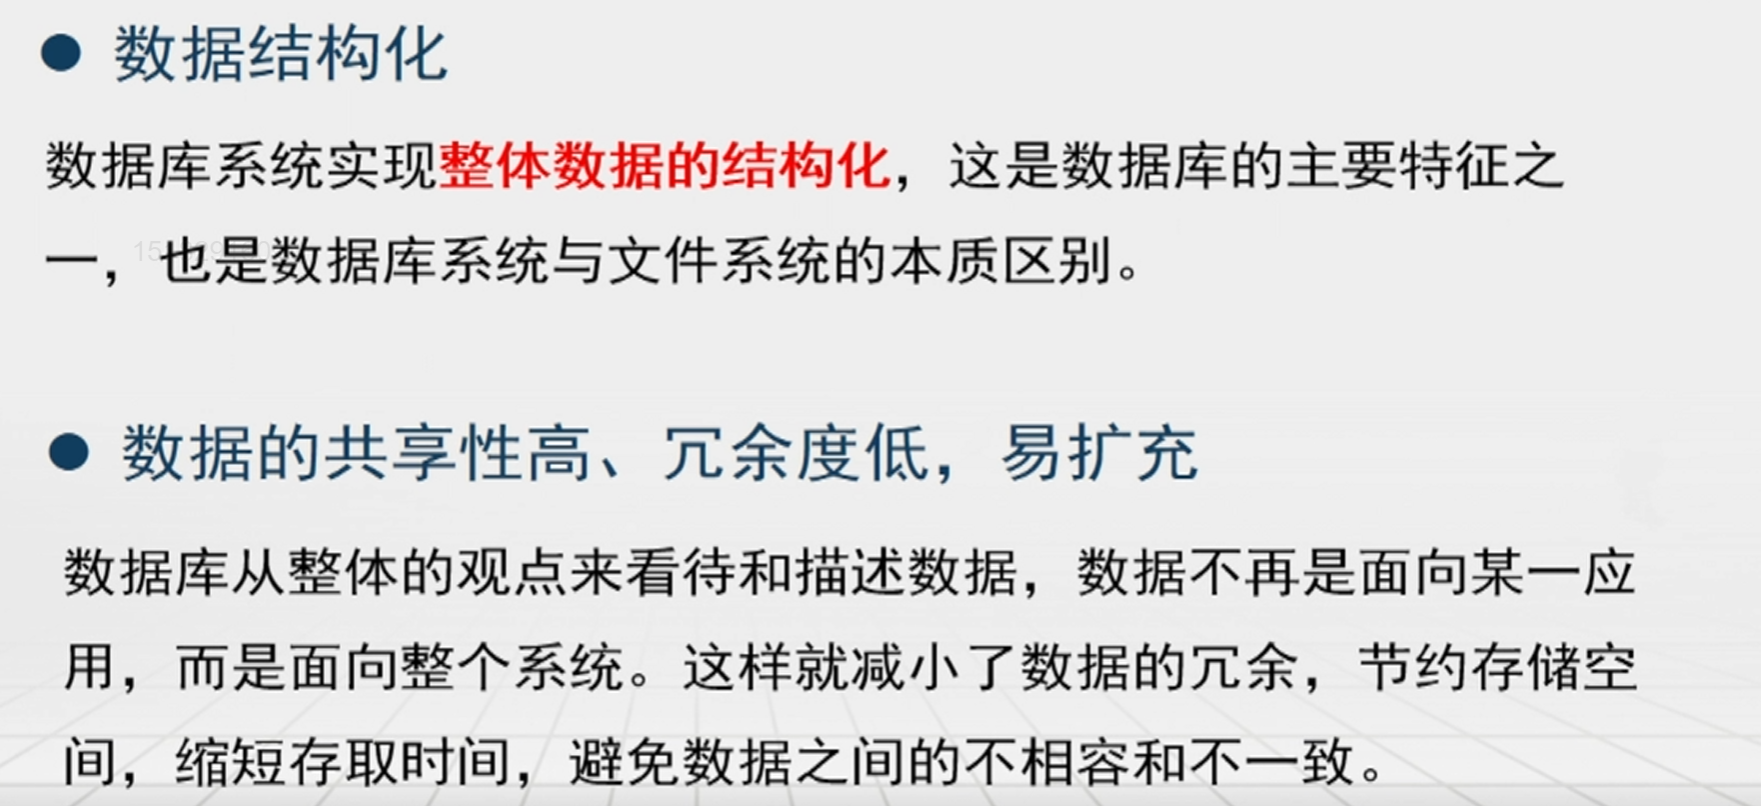 ● 数据结构化
数据库系统实现整体数据的结构化，这是数据库的主要特征之
一，也是数据库系统与文件系统的本质区别。
● 数据的共享性高、冗余度低，易扩充
数据库从整体的观点来看待和描述数据，数据不再是面向某一应
用，而是面向整个系统。这样就减小了数据的冗余，节约存储空
间，缩短存取时间，避免数据之间的不相容和不一致。